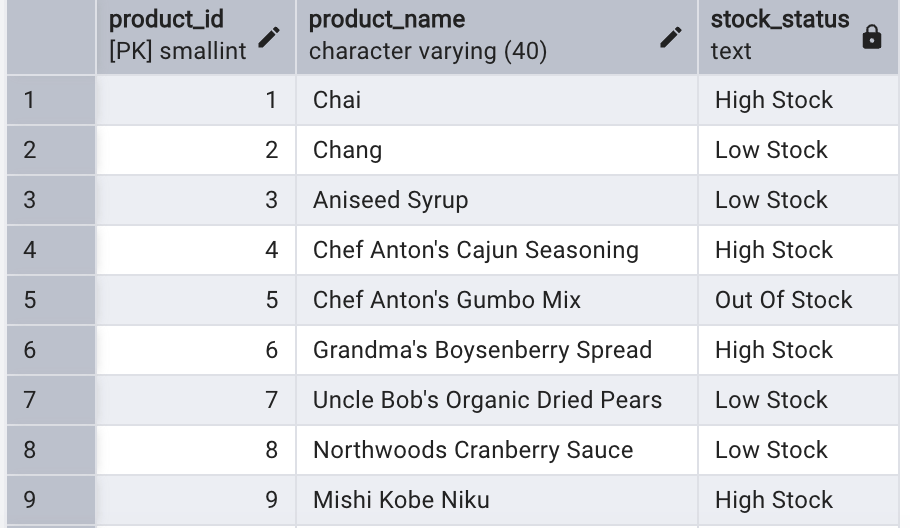 product_id product_name stock_status
[PK] smallint character varying (40) text
1 1 Chai High Stock
2 2 Chang Low Stock
3 3 Aniseed Syrup Low Stock
4 4 Chef Anton's Cajun Seasoning High Stock
5 5 Chef Anton's Gumbo Mix Out Of Stock
6 6 Grandma's Boysenberry Spread High Stock
7 7 Uncle Bob's Organic Dried Pears Low Stock
8 8 Northwoods Cranberry Sauce Low Stock
9 9 Mishi Kobe Niku High Stock